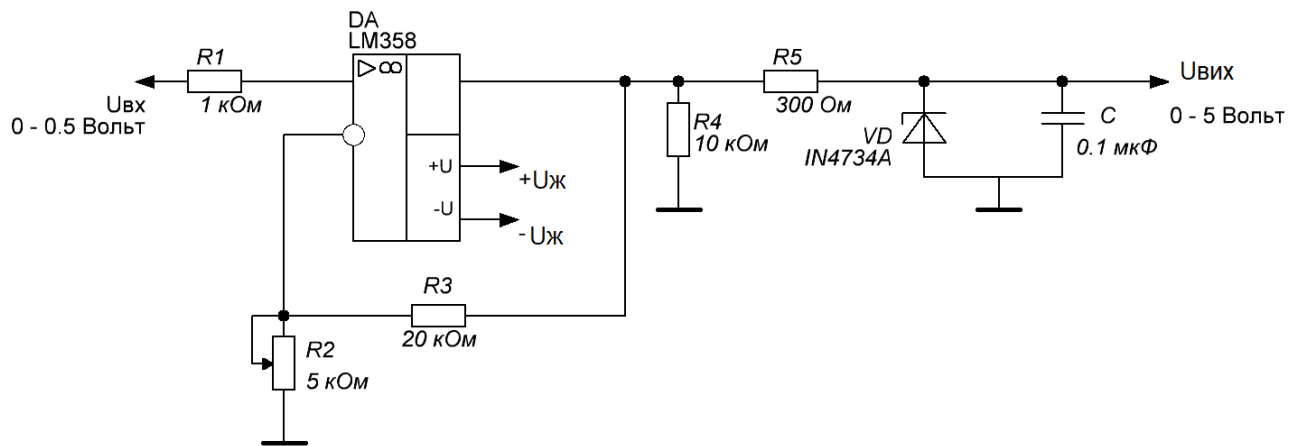 DA
LM358
R1
1 кОм
Uвх
0 - 0.5 Вольт
▷ 8
+U
-U
+Uж
- Uж
R3
20 кОм
R2
5 кОм
R4
10 кОм
R5
300 Ом
VD
IN4734A
C
0.1 мкФ
Uвих
0 - 5 Вольт